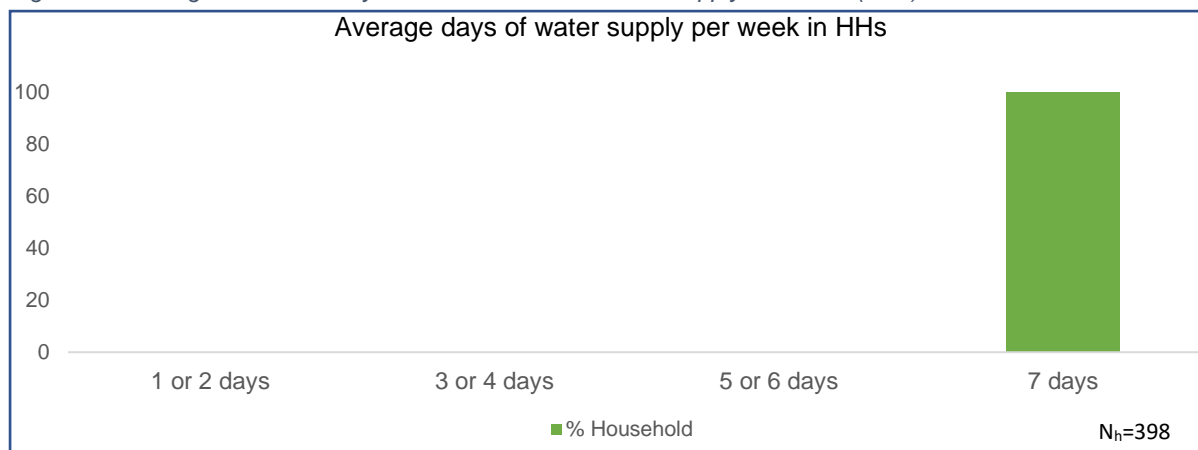 Average days of water supply per week in HHs
100
80
60
40
20
0
1 or 2 days 3 or 4 days 5 or 6 days 7 days
% Household
Nh=398